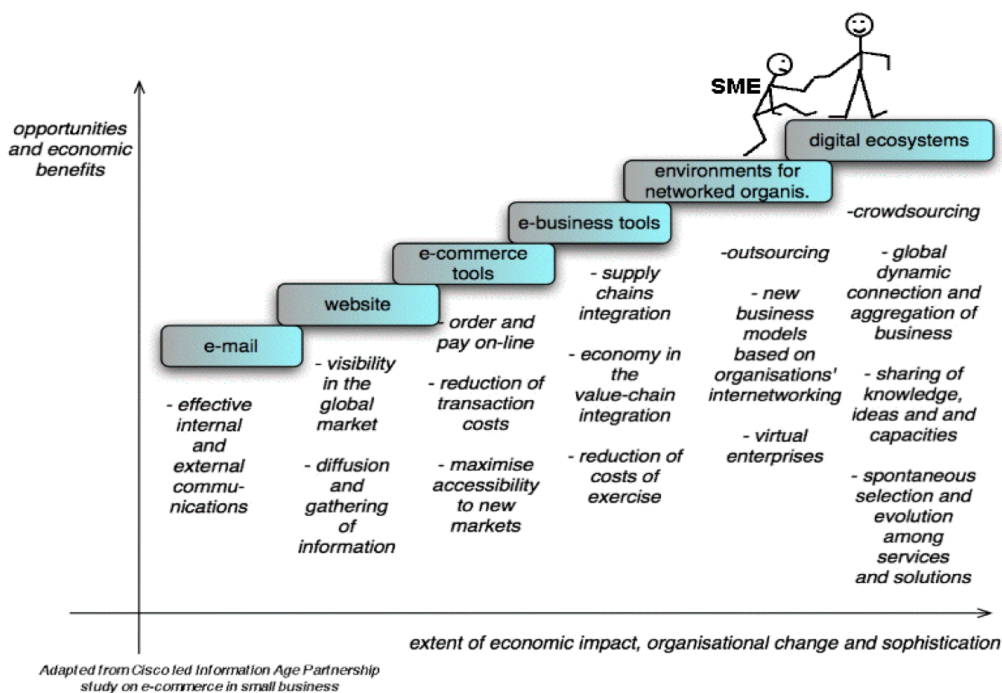 SME
opportunities
and economic
benefits
digital ecosystems
environments for
networked organis.
e-business tools
e-commerce
tools
website
e-mail
- effective
internal
and
external
commu-
nications
- visibility
in the
global
market
- diffusion
and
gathering
of
information
- order and
pay on-line
- reduction of
transaction
costs
- maximise
accessibility
to new
markets
- supply
chains
integration
- economy in
the
value-chain
integration
- reduction of
costs of
exercise
-outsourcing
- new
business
models
based on
organisations'
internetworking
- virtual
enterprises
-crowdsourcing
- global
dynamic
connection and
aggregation of
business
- sharing of
knowledge,
ideas and and
capacities
- spontaneous
selection and
evolution
among
services
and solutions
extent of economic impact, organisational change and sophistication
Adapted from Cisco led Information Age Partnership
study on e-commerce in small business